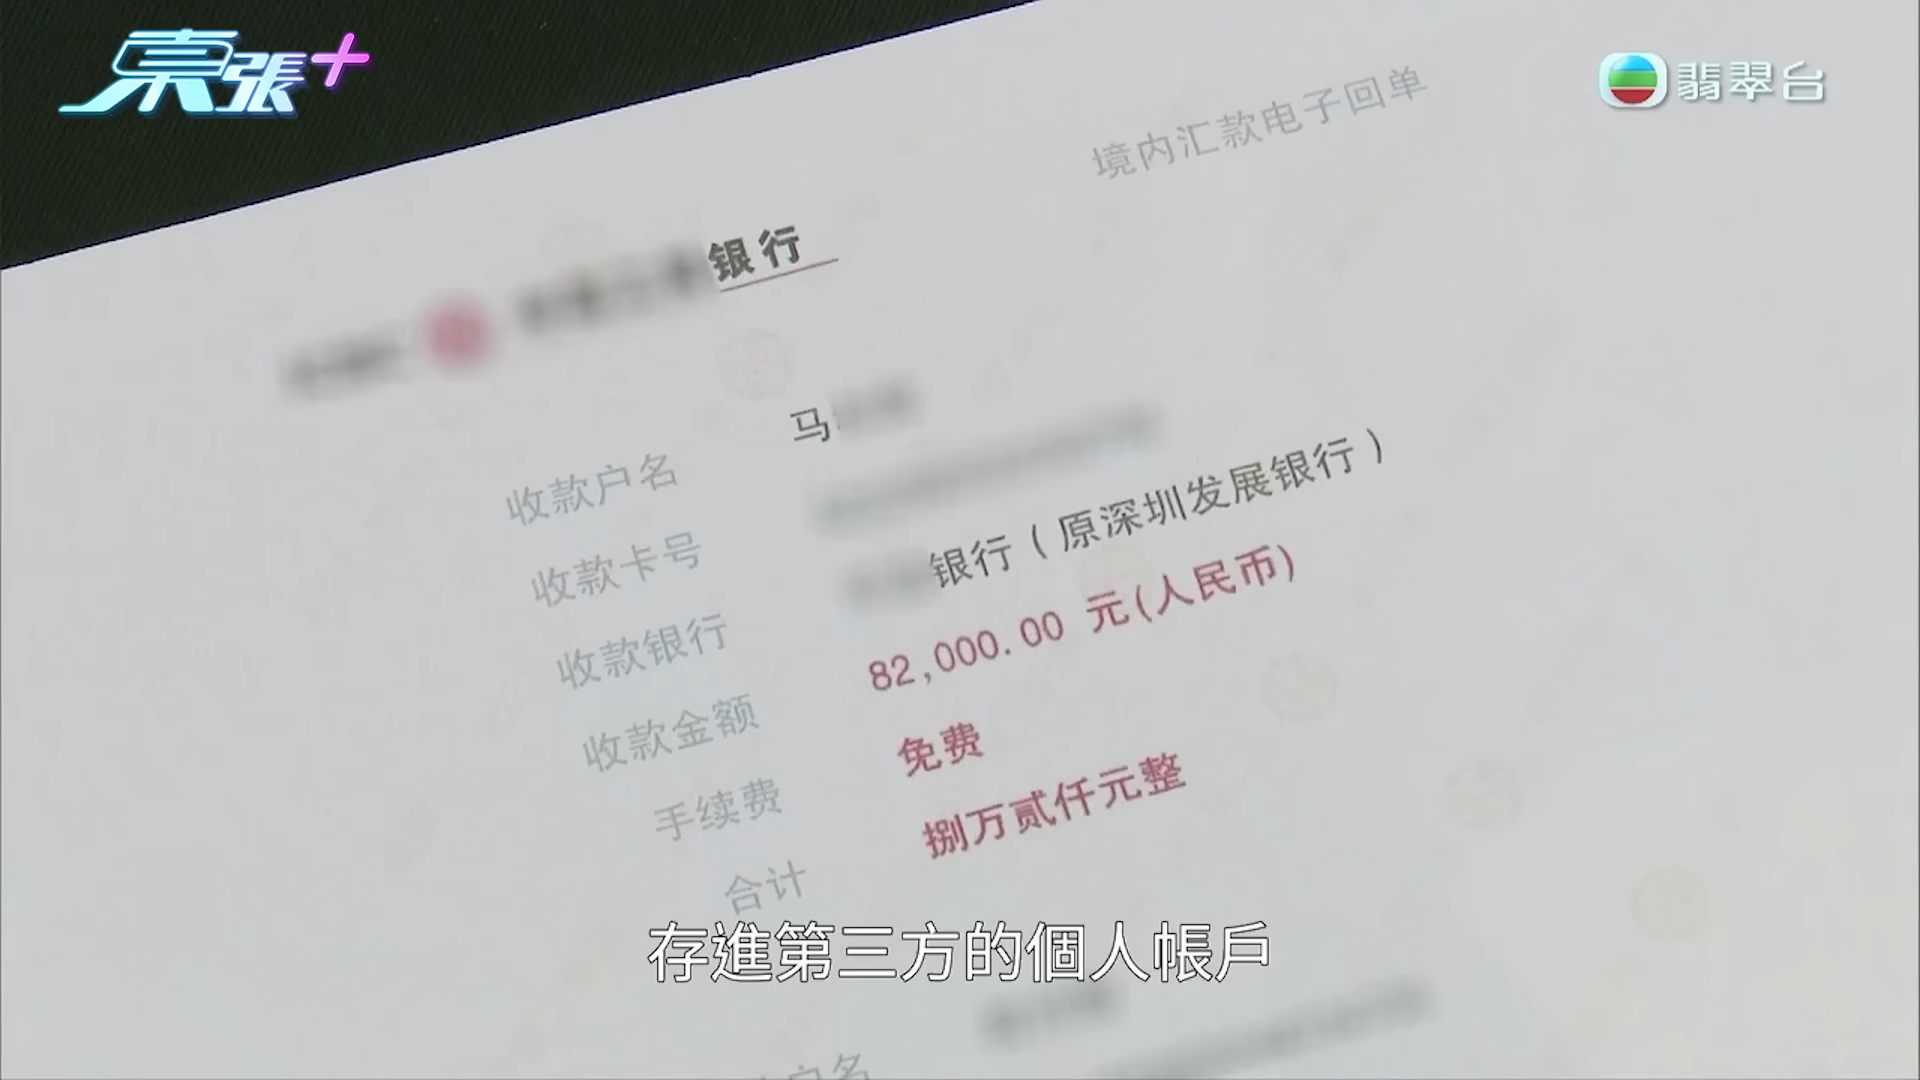 東張+
翡翠台
境内汇款电子回单
银行
收款户名 马
收款卡号
收款银行 银行（原深圳发展银行）
收款金额 82,000.00 元(人民币)
手续费 免费
合计 捌万贰仟元整
存進第三方的個人帳戶
户名